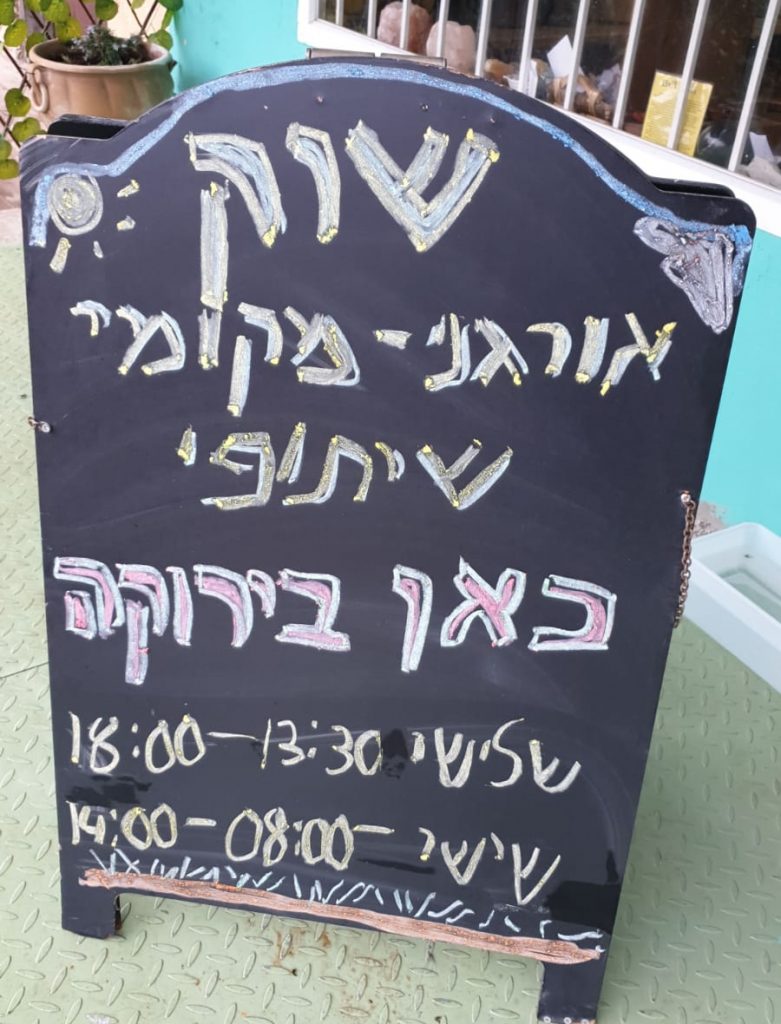 שוק
אורגני - מקומי
שיתופי
כאן בירוקה
שלישי 13:30 - 18:00
שישי - 08:00 - 14:00